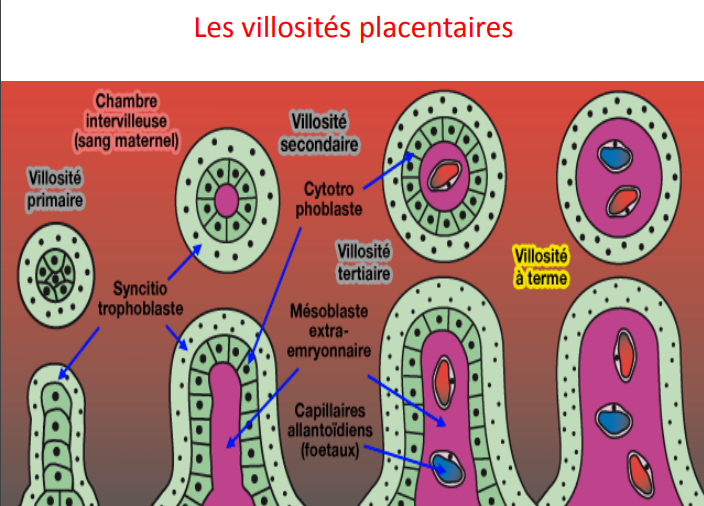 Les villosités placentaires
Chambre
intervilleuse
(sang maternel)
Villosité
primaire
Villosité
secondaire
Cytotro
phoblaste
Syncitio
trophoblaste
Villosité
tertiaire
Villosité
à terme
Mésoblaste
extra-
emryonnaire
Capillaires
allantoïdiens
(foetaux)